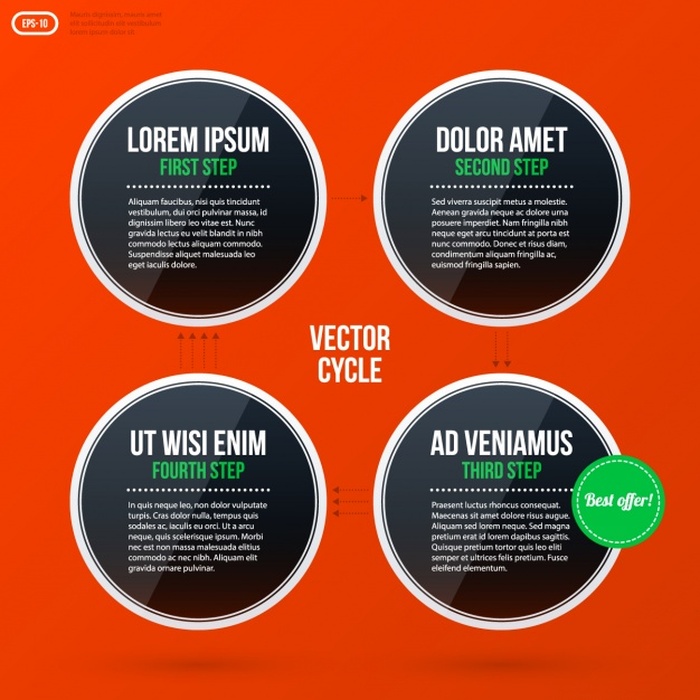 EPS-10
Mauris dignissim, mauris amet
elit sollicitudin elit vestibulum
lorem ipsum dolor sit.
LOREM IPSUM
FIRST STEP
Aliquam faucibus, nisi quis tincidunt
vestibulum, dui orci pulvinar massa, id
dignissim libero leo vitae est. Nunc
gravida lectus eu velit blandit in nibh
commodo lectus aliquam commodo.
Suspendisse aliquet malesuada leo
eget iaculis dolore.
DOLOR AMET
SECOND STEP
Sed viverra suscipit metus a molestie.
Aenean gravida neque ac dolore urna
posuere imperdiet. Nam fringilla nibh
neque eget arcu tincidunt at porta est
nunc commodo. Donec et risus diam,
condimentum fringilla congue ac,
euismod fringilla sapien.
VECTOR
CYCLE
UT WISI ENIM
FOURTH STEP
In quis neque leo, non dolor vulputate
turpis. Cras dolor nulla, tempus quis
sodales ac, iaculis et orci. Ut a arcu
neque, quis scelerisque ipsum. Morbi
nec est non massa malesuada elitius
commodo ac nec nibh. Aliquam elit
gravida ornare pulvinar.
AD VENIAMUS
THIRD STEP
Praesent luctus rhoncus consequat.
Maecenas sit amet dolore risus augue.
Aliquam sed lorem neque. Sed magna
pretium et lorem non dapibus sagittis.
Quisque pretium tortor quis leo elit
semper et ultrices felis pretium. Fusce
eleifend elementum.
Best offer!